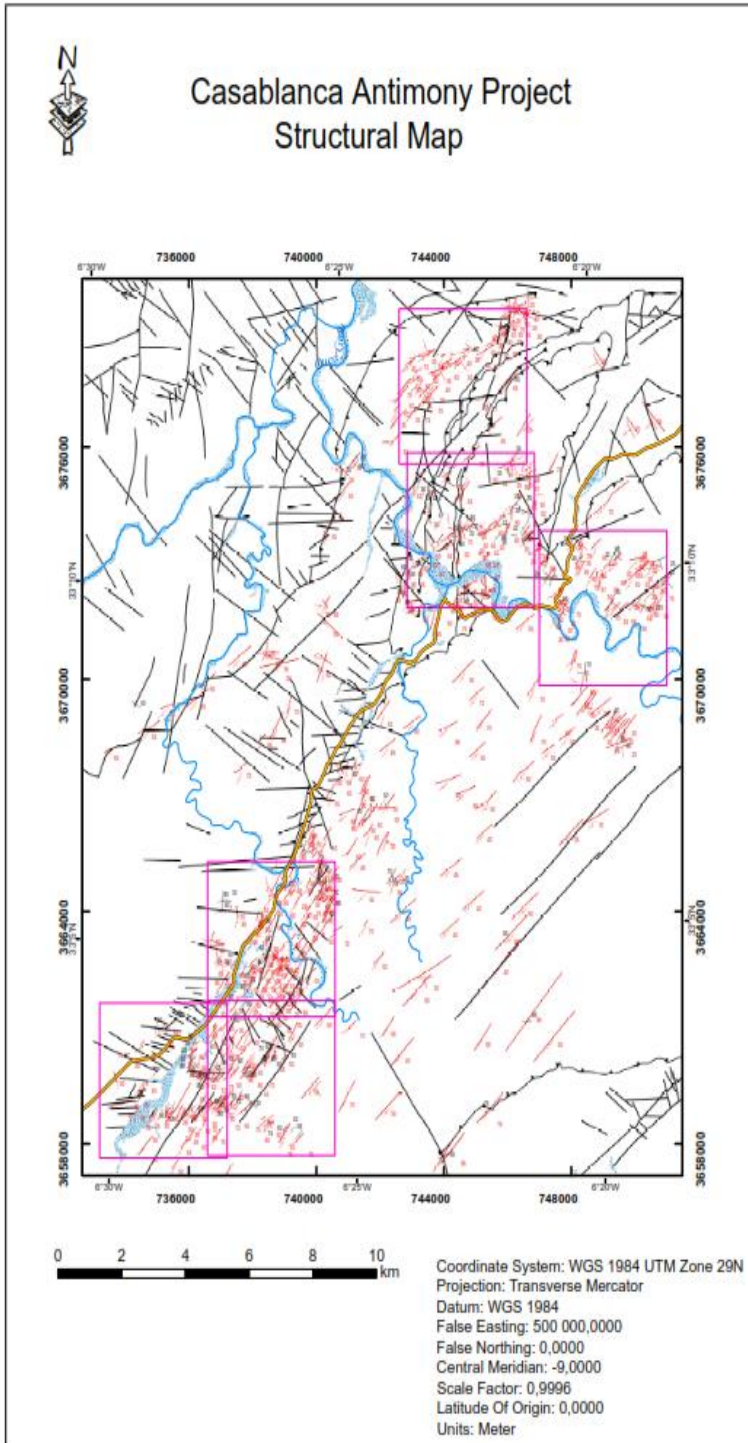 N
Casablanca Antimony Project
Structural Map
736000 740000 744000 748000
6°30'W 6°25'W 6°20'W
3676000 3676000
33°10'N 33°10'N
3670000 3670000
3664000 3664000
33°5'N 33°5'N
3658000 3658000
6°30'W 6°25'W 6°20'W
736000 740000 744000 748000
0 2 4 6 8 10
km
Coordinate System: WGS 1984 UTM Zone 29N
Projection: Transverse Mercator
Datum: WGS 1984
False Easting: 500 000,0000
False Northing: 0,0000
Central Meridian: -9,0000
Scale Factor: 0,9996
Latitude Of Origin: 0,0000
Units: Meter